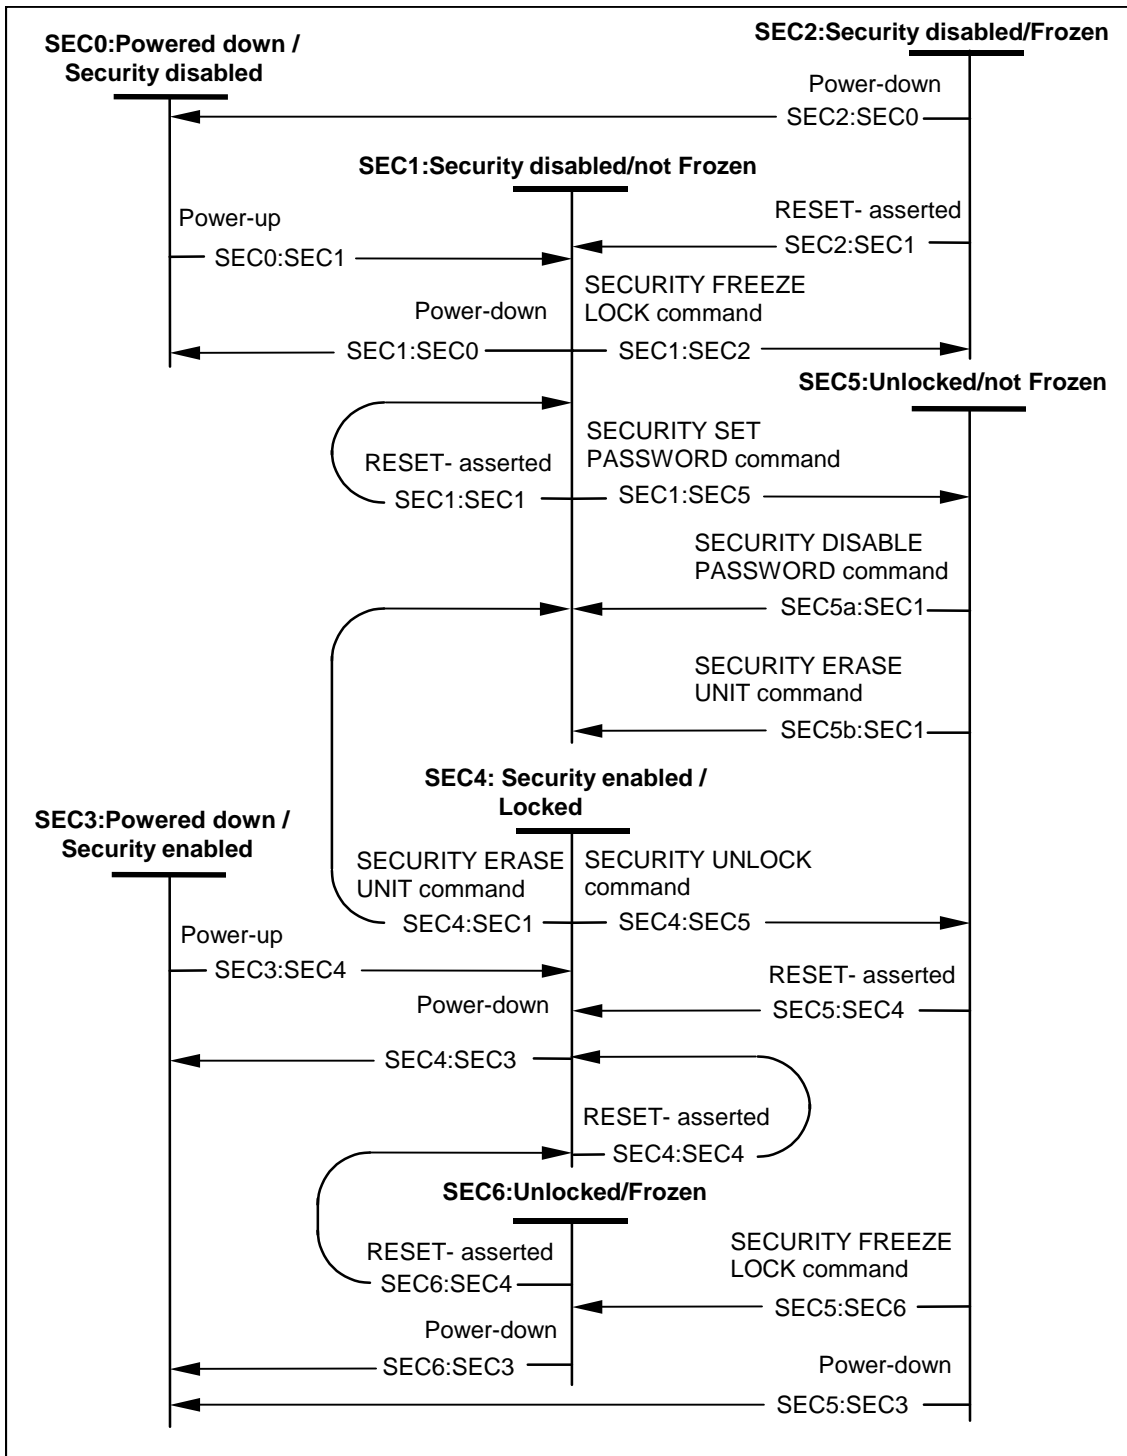 SEC0:Powered down /
Security disabled
SEC2:Security disabled/Frozen
Power-down
SEC2:SEC0
SEC1:Security disabled/not Frozen
Power-up
SEC0:SEC1
RESET- asserted
SEC2:SEC1
Power-down
SEC1:SEC0
SECURITY FREEZE
LOCK command
SEC1:SEC2
SEC5:Unlocked/not Frozen
RESET- asserted
SEC1:SEC1
SECURITY SET
PASSWORD command
SEC1:SEC5
SECURITY DISABLE
PASSWORD command
SEC5a:SEC1
SECURITY ERASE
UNIT command
SEC5b:SEC1
SEC4: Security enabled /
Locked
SEC3:Powered down /
Security enabled
SECURITY ERASE
UNIT command
SEC4:SEC1
SECURITY UNLOCK
command
SEC4:SEC5
Power-up
SEC3:SEC4
RESET- asserted
SEC5:SEC4
Power-down
SEC4:SEC3
RESET- asserted
SEC4:SEC4
SEC6:Unlocked/Frozen
RESET- asserted
SEC6:SEC4
SECURITY FREEZE
LOCK command
SEC5:SEC6
Power-down
SEC6:SEC3
Power-down
SEC5:SEC3